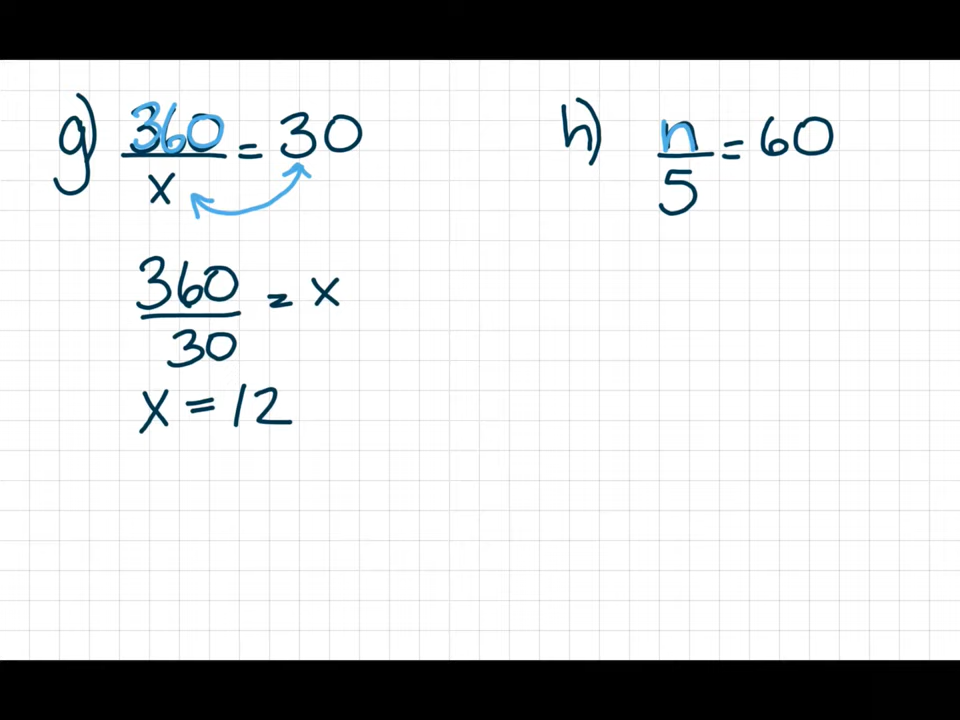 g) 360/x = 30
360/30 = x
x = 12
h) n/5 = 60